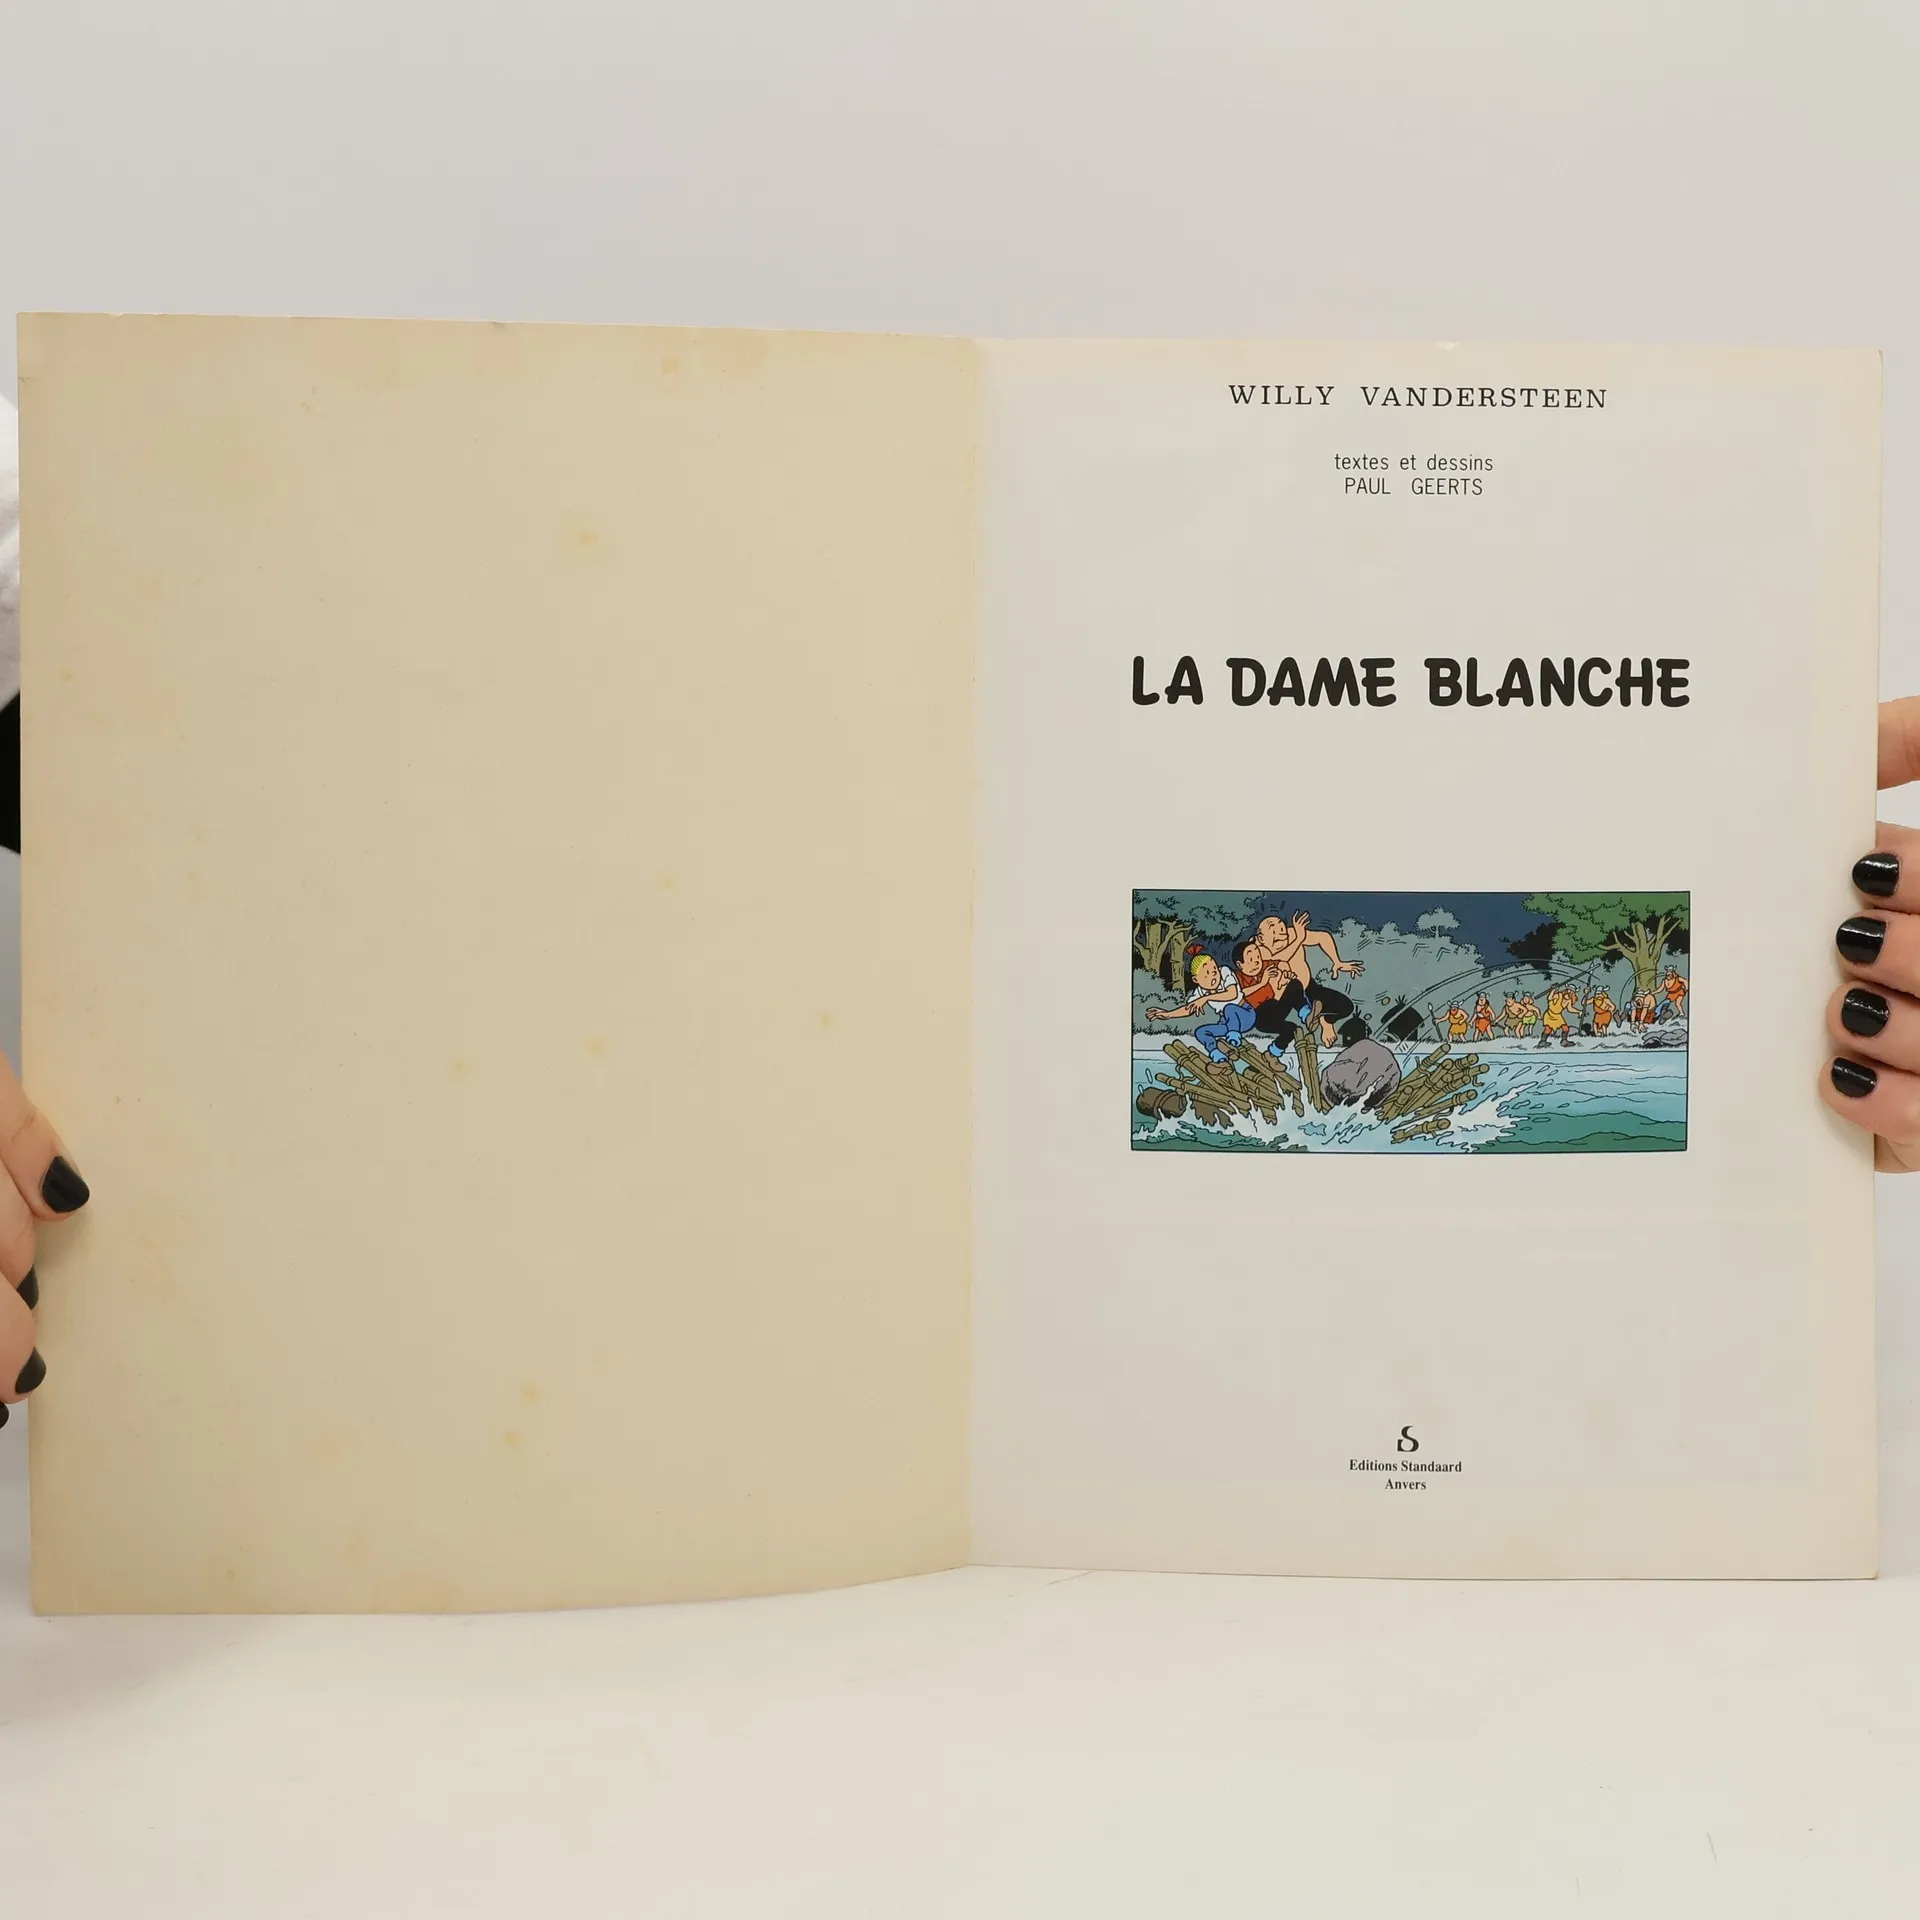 WILLY VANDERSTEEN
textes et dessins
PAUL GEERTS
LA DAME BLANCHE
Editions Standaard
Anvers